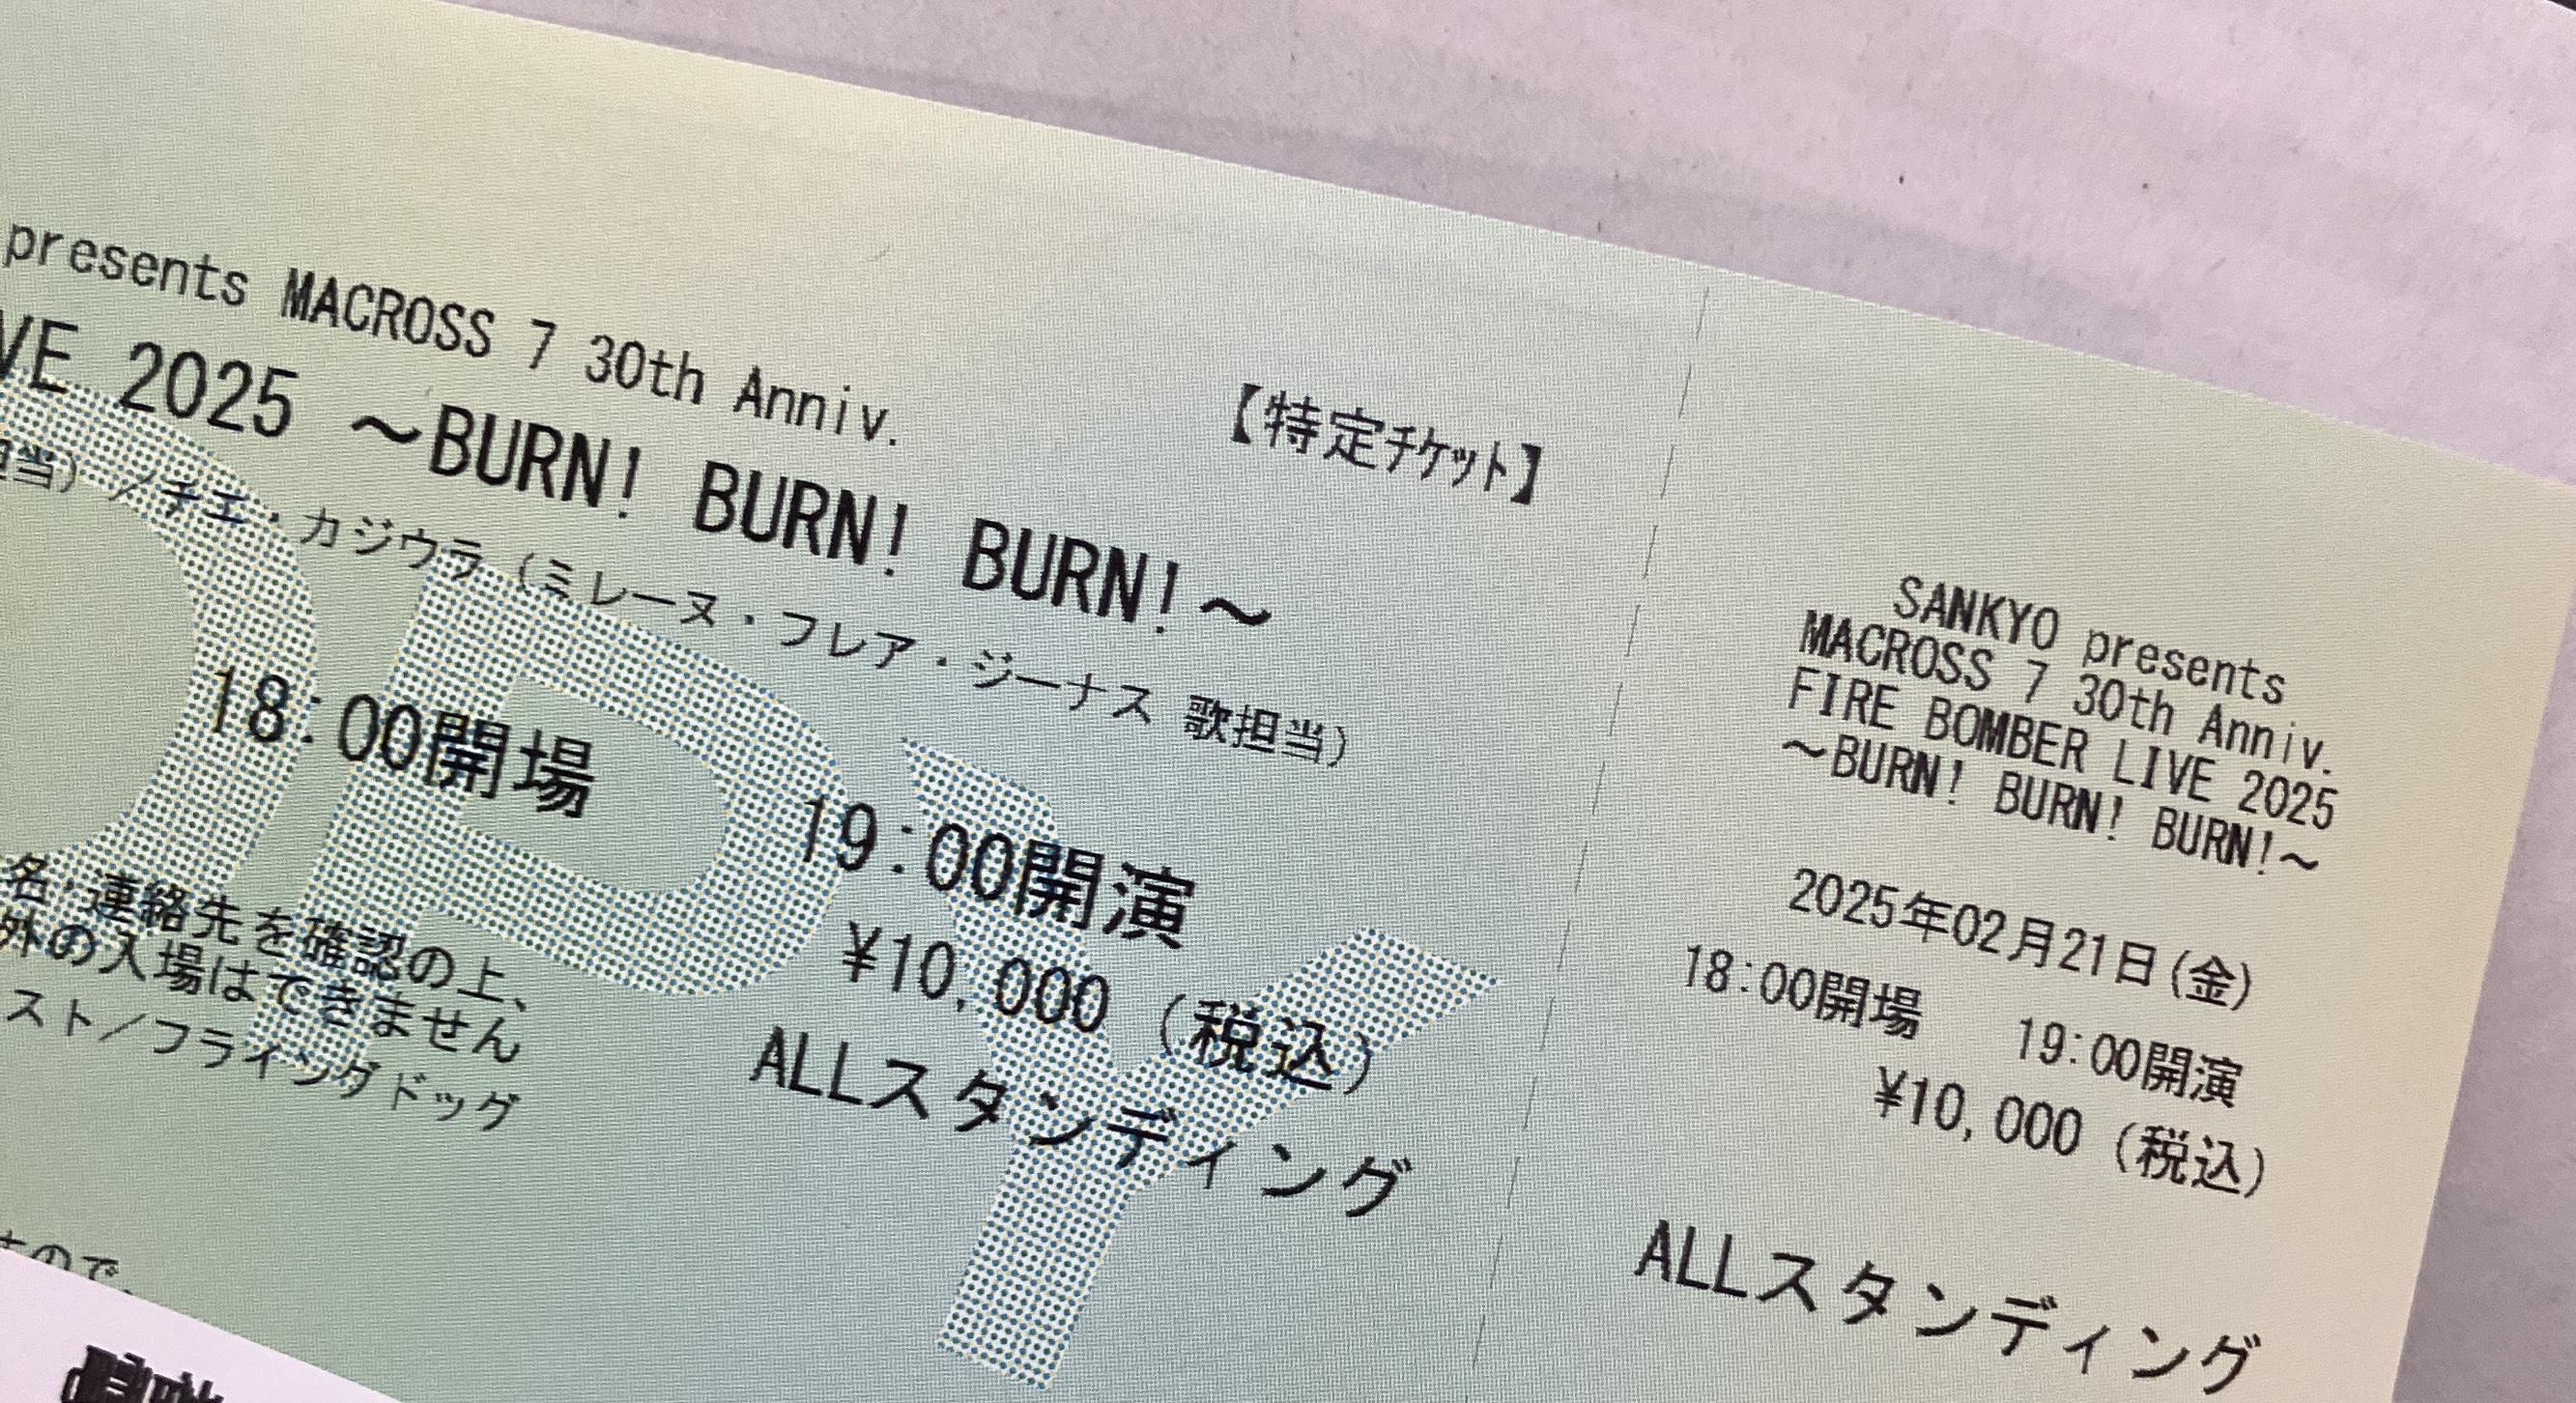 presents MACROSS 7 30th Anniv.
【特定ﾁｹｯﾄ】
VE 2025 ～BURN! BURN! BURN!～
担当）／チエ・カジウラ（ミレーヌ・フレア・ジーナス 歌担当）
18:00開場 19:00開演
¥10,000（税込）
ALLスタンディング
名・連絡先を確認の上、
外の入場はできません
スト／フライングドッグ
ので、
COPY
SANKYO presents
MACROSS 7 30th Anniv.
FIRE BOMBER LIVE 2025
～BURN! BURN! BURN!～
2025年02月21日(金)
18:00開場 19:00開演
¥10,000（税込）
ALLスタンディング